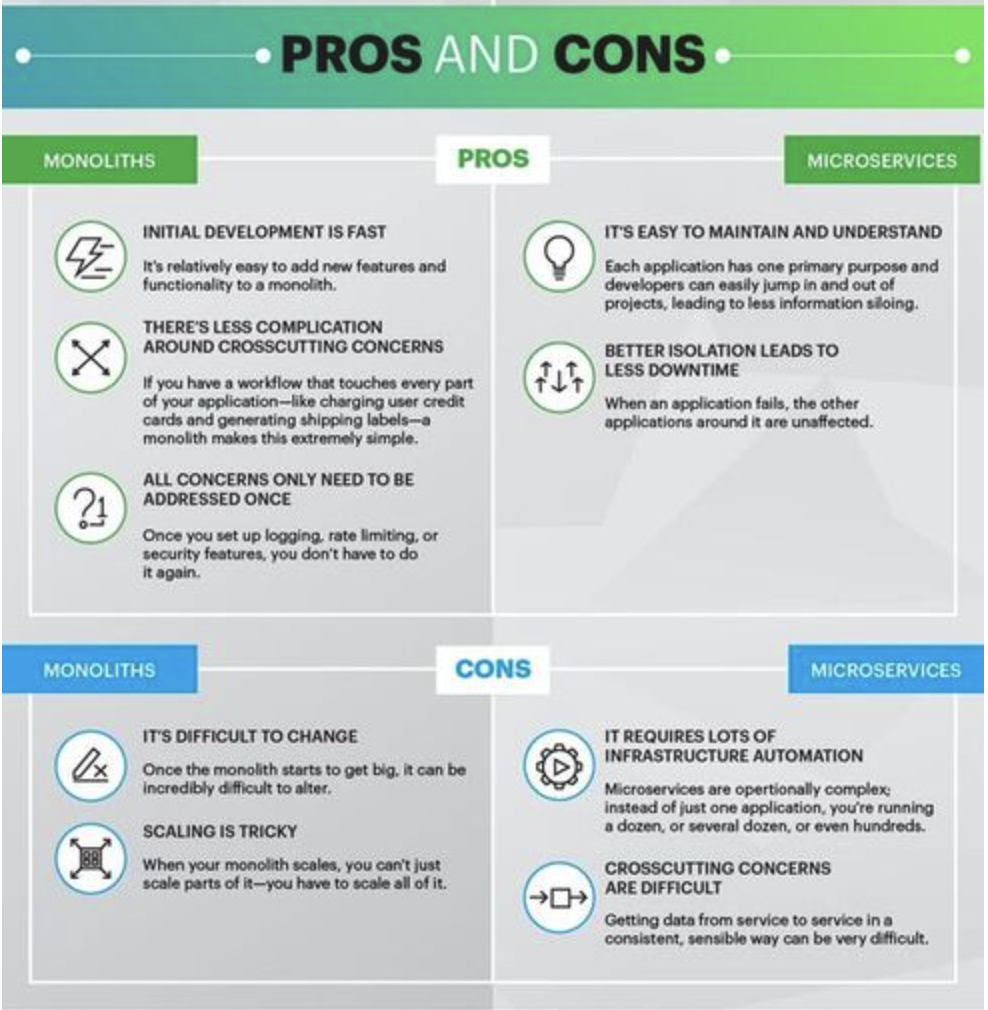 PROS AND CONS
MONOLITHS
PROS
MICROSERVICES
INITIAL DEVELOPMENT IS FAST
It's relatively easy to add new features and
functionality to a monolith.
THERE'S LESS COMPLICATION
AROUND CROSSCUTTING CONCERNS
If you have a workflow that touches every part
of your application—like charging user credit
cards and generating shipping labels—a
monolith makes this extremely simple.
ALL CONCERNS ONLY NEED TO BE
ADDRESSED ONCE
Once you set up logging, rate limiting, or
security features, you don't have to do
it again.
IT'S EASY TO MAINTAIN AND UNDERSTAND
Each application has one primary purpose and
developers can easily jump in and out of
projects, leading to less information siloing.
BETTER ISOLATION LEADS TO
LESS DOWNTIME
When an application fails, the other
applications around it are unaffected.
MONOLITHS
CONS
MICROSERVICES
IT'S DIFFICULT TO CHANGE
Once the monolith starts to get big, it can be
incredibly difficult to alter.
SCALING IS TRICKY
When your monolith scales, you can't just
scale parts of it—you have to scale all of it.
IT REQUIRES LOTS OF
INFRASTRUCTURE AUTOMATION
Microservices are opertionally complex;
instead of just one application, you're running
a dozen, or several dozen, or even hundreds.
CROSSCUTTING CONCERNS
ARE DIFFICULT
Getting data from service to service in a
consistent, sensible way can be very difficult.